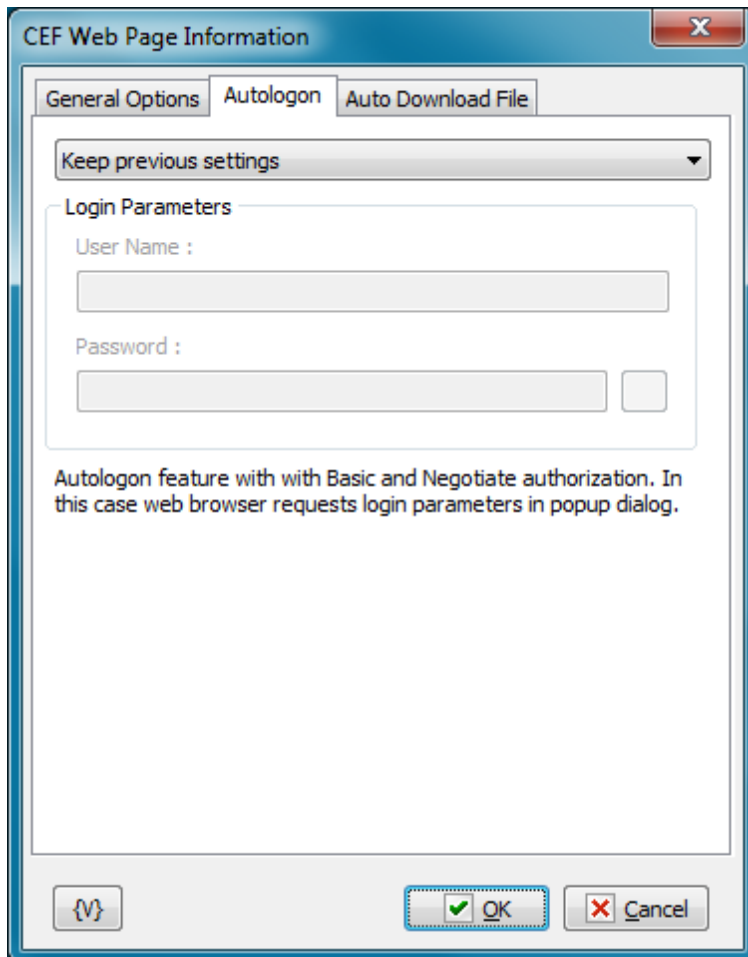 CEF Web Page Information
General Options Autologon Auto Download File
Keep previous settings
Login Parameters
User Name :
Password :
Autologon feature with with Basic and Negotiate authorization. In
this case web browser requests login parameters in popup dialog.
{V} OK Cancel